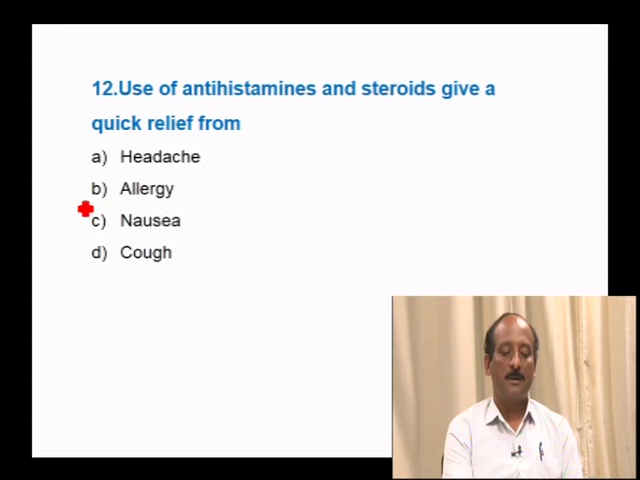 12.Use of antihistamines and steroids give a
quick relief from
a) Headache
b) Allergy
c) Nausea
d) Cough